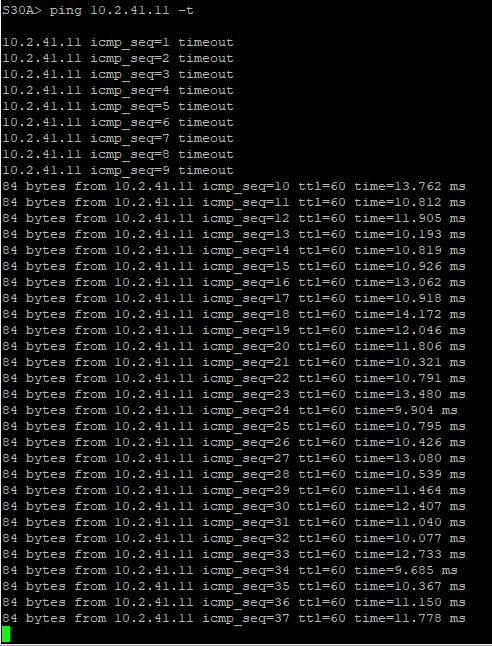 S30A> ping 10.2.41.11 -t
10.2.41.11 icmp_seq=1 timeout
10.2.41.11 icmp_seq=2 timeout
10.2.41.11 icmp_seq=3 timeout
10.2.41.11 icmp_seq=4 timeout
10.2.41.11 icmp_seq=5 timeout
10.2.41.11 icmp_seq=6 timeout
10.2.41.11 icmp_seq=7 timeout
10.2.41.11 icmp_seq=8 timeout
10.2.41.11 icmp_seq=9 timeout
84 bytes from 10.2.41.11 icmp_seq=10 ttl=60 time=13.762 ms
84 bytes from 10.2.41.11 icmp_seq=11 ttl=60 time=10.812 ms
84 bytes from 10.2.41.11 icmp_seq=12 ttl=60 time=11.905 ms
84 bytes from 10.2.41.11 icmp_seq=13 ttl=60 time=10.193 ms
84 bytes from 10.2.41.11 icmp_seq=14 ttl=60 time=10.819 ms
84 bytes from 10.2.41.11 icmp_seq=15 ttl=60 time=10.926 ms
84 bytes from 10.2.41.11 icmp_seq=16 ttl=60 time=13.062 ms
84 bytes from 10.2.41.11 icmp_seq=17 ttl=60 time=10.918 ms
84 bytes from 10.2.41.11 icmp_seq=18 ttl=60 time=14.172 ms
84 bytes from 10.2.41.11 icmp_seq=19 ttl=60 time=12.046 ms
84 bytes from 10.2.41.11 icmp_seq=20 ttl=60 time=11.806 ms
84 bytes from 10.2.41.11 icmp_seq=21 ttl=60 time=10.321 ms
84 bytes from 10.2.41.11 icmp_seq=22 ttl=60 time=10.791 ms
84 bytes from 10.2.41.11 icmp_seq=23 ttl=60 time=13.480 ms
84 bytes from 10.2.41.11 icmp_seq=24 ttl=60 time=9.904 ms
84 bytes from 10.2.41.11 icmp_seq=25 ttl=60 time=10.795 ms
84 bytes from 10.2.41.11 icmp_seq=26 ttl=60 time=10.426 ms
84 bytes from 10.2.41.11 icmp_seq=27 ttl=60 time=13.080 ms
84 bytes from 10.2.41.11 icmp_seq=28 ttl=60 time=10.539 ms
84 bytes from 10.2.41.11 icmp_seq=29 ttl=60 time=11.464 ms
84 bytes from 10.2.41.11 icmp_seq=30 ttl=60 time=12.407 ms
84 bytes from 10.2.41.11 icmp_seq=31 ttl=60 time=11.040 ms
84 bytes from 10.2.41.11 icmp_seq=32 ttl=60 time=10.077 ms
84 bytes from 10.2.41.11 icmp_seq=33 ttl=60 time=12.733 ms
84 bytes from 10.2.41.11 icmp_seq=34 ttl=60 time=9.685 ms
84 bytes from 10.2.41.11 icmp_seq=35 ttl=60 time=10.367 ms
84 bytes from 10.2.41.11 icmp_seq=36 ttl=60 time=11.150 ms
84 bytes from 10.2.41.11 icmp_seq=37 ttl=60 time=11.778 ms